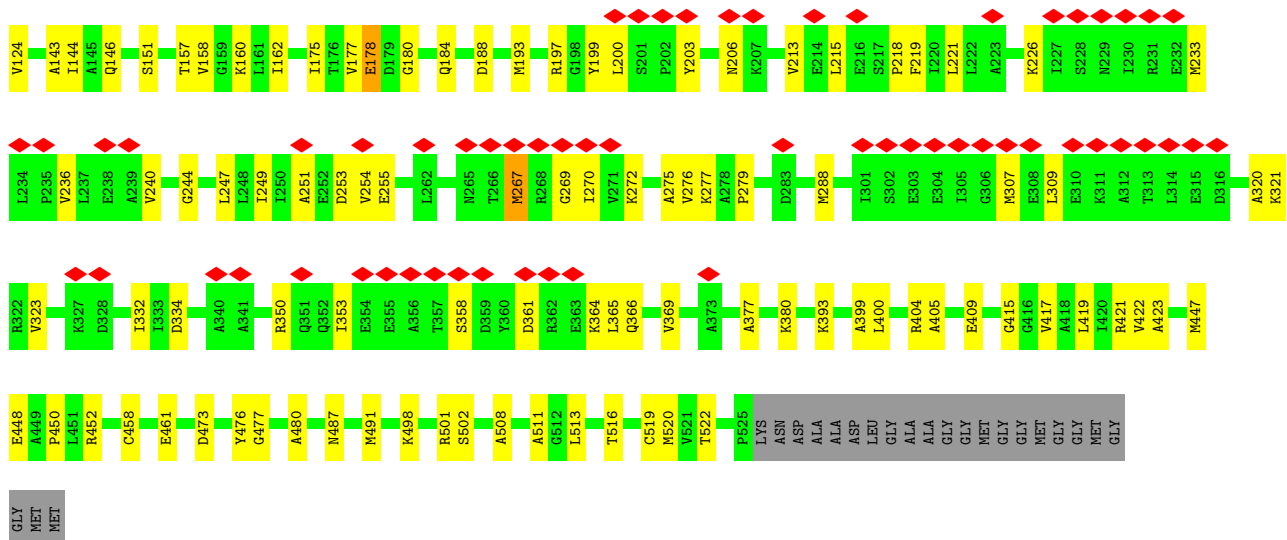 V124 A143 I144 A145 Q146 S151 T157 V158 G159 K160 L161 I162 I175 T176 V177 E178 D179 G180 Q184 D188 M193 R197 G198 Y199 L200 S201 P202 Y203 N206 K207 V213 E214 L215 E216 S217 P218 F219 I220 L221 L222 A223 K226 I227 S228 N229 I230 R231 E232 M233
L234 P235 V236 L237 E238 A239 V240 G244 L247 L248 I249 I250 A251 E252 D253 V254 E255 L262 N265 T266 M267 R268 G269 I270 V271 K272 A275 V276 K277 A278 P279 D283 M288 I301 S302 E303 E304 I305 G306 M307 E308 L309 E310 K311 A312 T313 L314 E315 D316 A320 K321
R322 V323 K327 D328 I332 I333 D334 A340 A341 R350 Q351 Q352 I353 E354 E355 A356 T357 S358 D359 Y360 D361 R362 E363 K364 L365 Q366 V369 A373 A377 K380 K393 A399 L400 R404 A405 E409 G415 G416 V417 A418 L419 I420 R421 V422 A423 M447
E448 A449 P450 L451 R452 C458 E461 D473 Y476 G477 A480 N487 M491 K498 R501 S502 A508 A511 G512 L513 T516 C519 M520 V521 T522 P525 LYS ASN ASP ALA ALA ASP LEU GLY ALA ALA GLY GLY MET GLY GLY MET GLY GLY MET GLY
GLY MET MET